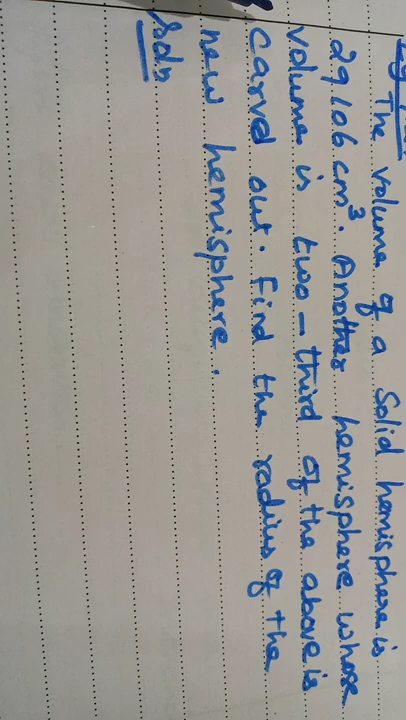 The volume of a solid hemisphere is
29106 cm³. Another hemisphere whose
volume is two-third of the above is
carved out. Find the radius of the
new hemisphere.
Soln